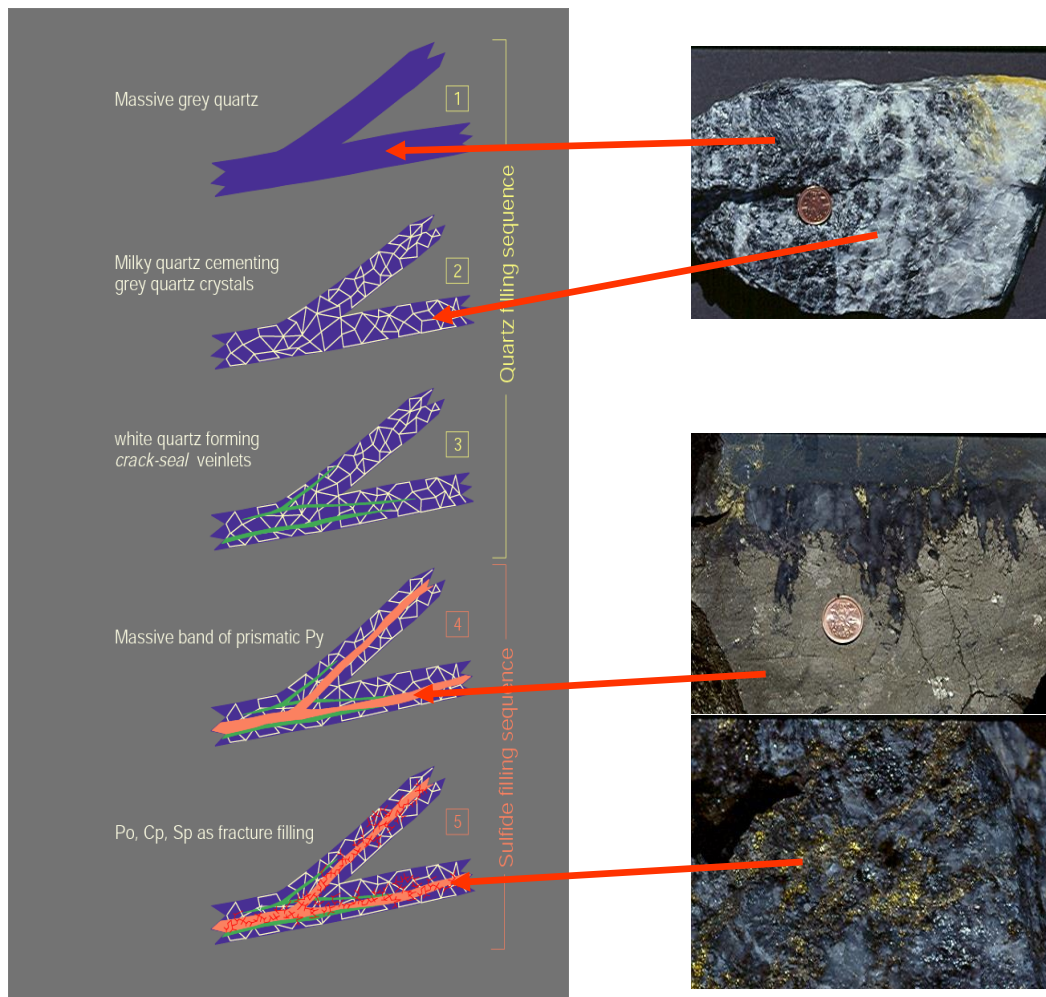 Massive grey quartz
1
Milky quartz cementing
grey quartz crystals
2
white quartz forming
crack-seal veinlets
3
Quartz filling sequence
Massive band of prismatic Py
4
Po, Cp, Sp as fracture filling
5
Sulfide filling sequence